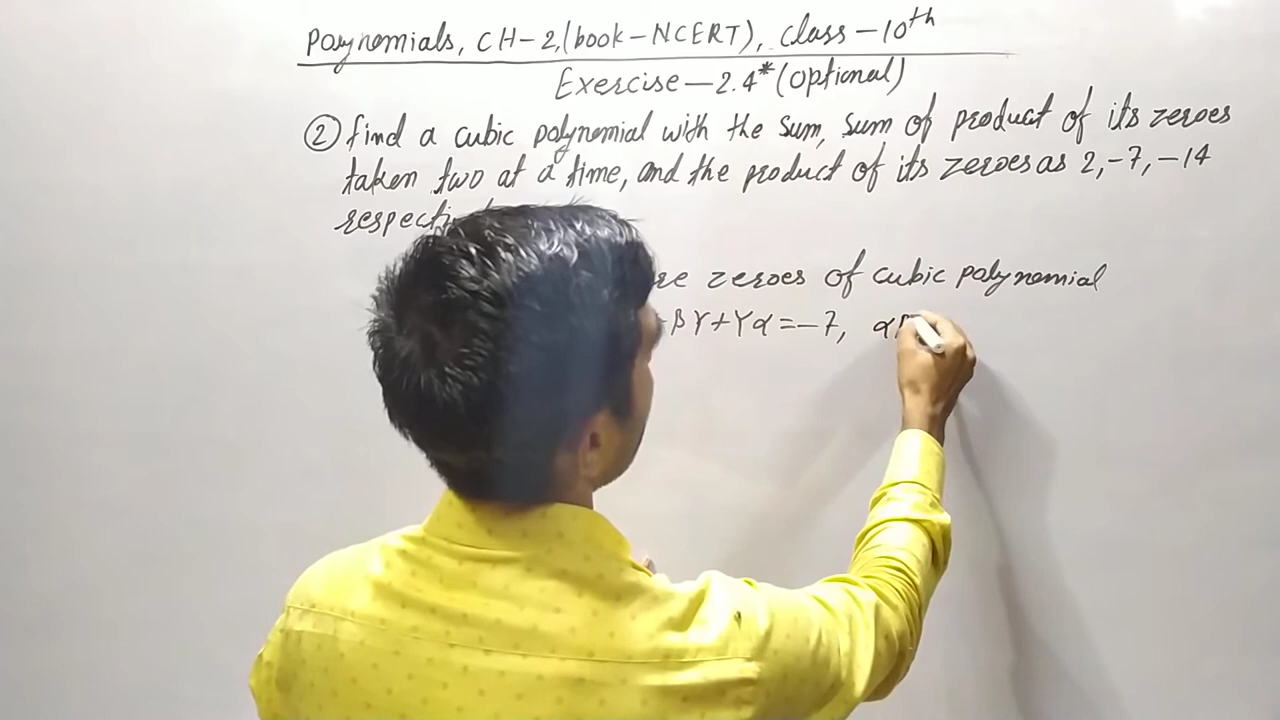 Polynomials, CH-2,(book-NCERT), Class-10th
Exercise-2.4*(optional)
② find a cubic polynomial with the sum, sum of product of its zeroes
taken two at a time, and the product of its zeroes as 2,-7,-14
zeroes of cubic polynomial
βγ+γα=-7,